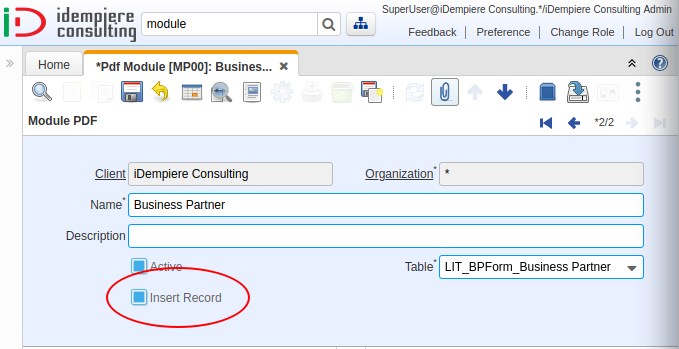 SuperUser@iDempiere Consulting.*/iDempiere Consulting Admin
idempiere
consulting
module
Feedback Preference Change Role Log Out
» Home *Pdf Module [MP00]: Busines... ×
Module PDF *2/2
Client iDempiere Consulting Organization* *
Name* Business Partner
Description
Active Table* LIT_BPForm_Business Partner
Insert Record